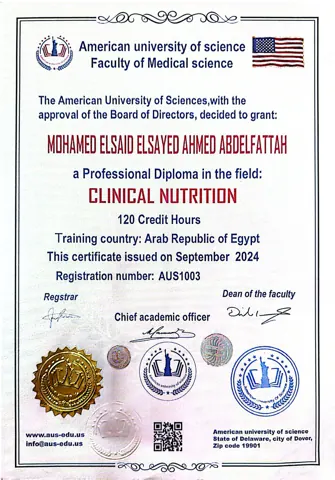 American university of science
Faculty of Medical science
The American University of Sciences,with the
approval of the Board of Directors, decided to grant:
MOHAMED ELSAID ELSAYED AHMED ABDELFATTAH
a Professional Diploma in the field:
CLINICAL NUTRITION
120 Credit Hours
Training country: Arab Republic of Egypt
This certificate issued on September 2024
Registration number: AUS1003
Regstrar
Dean of the faculty
Chief academic officer
www.aus-edu.us
info@aus-edu.us
American university of science
State of Delaware, city of Dover,
Zip code 19901